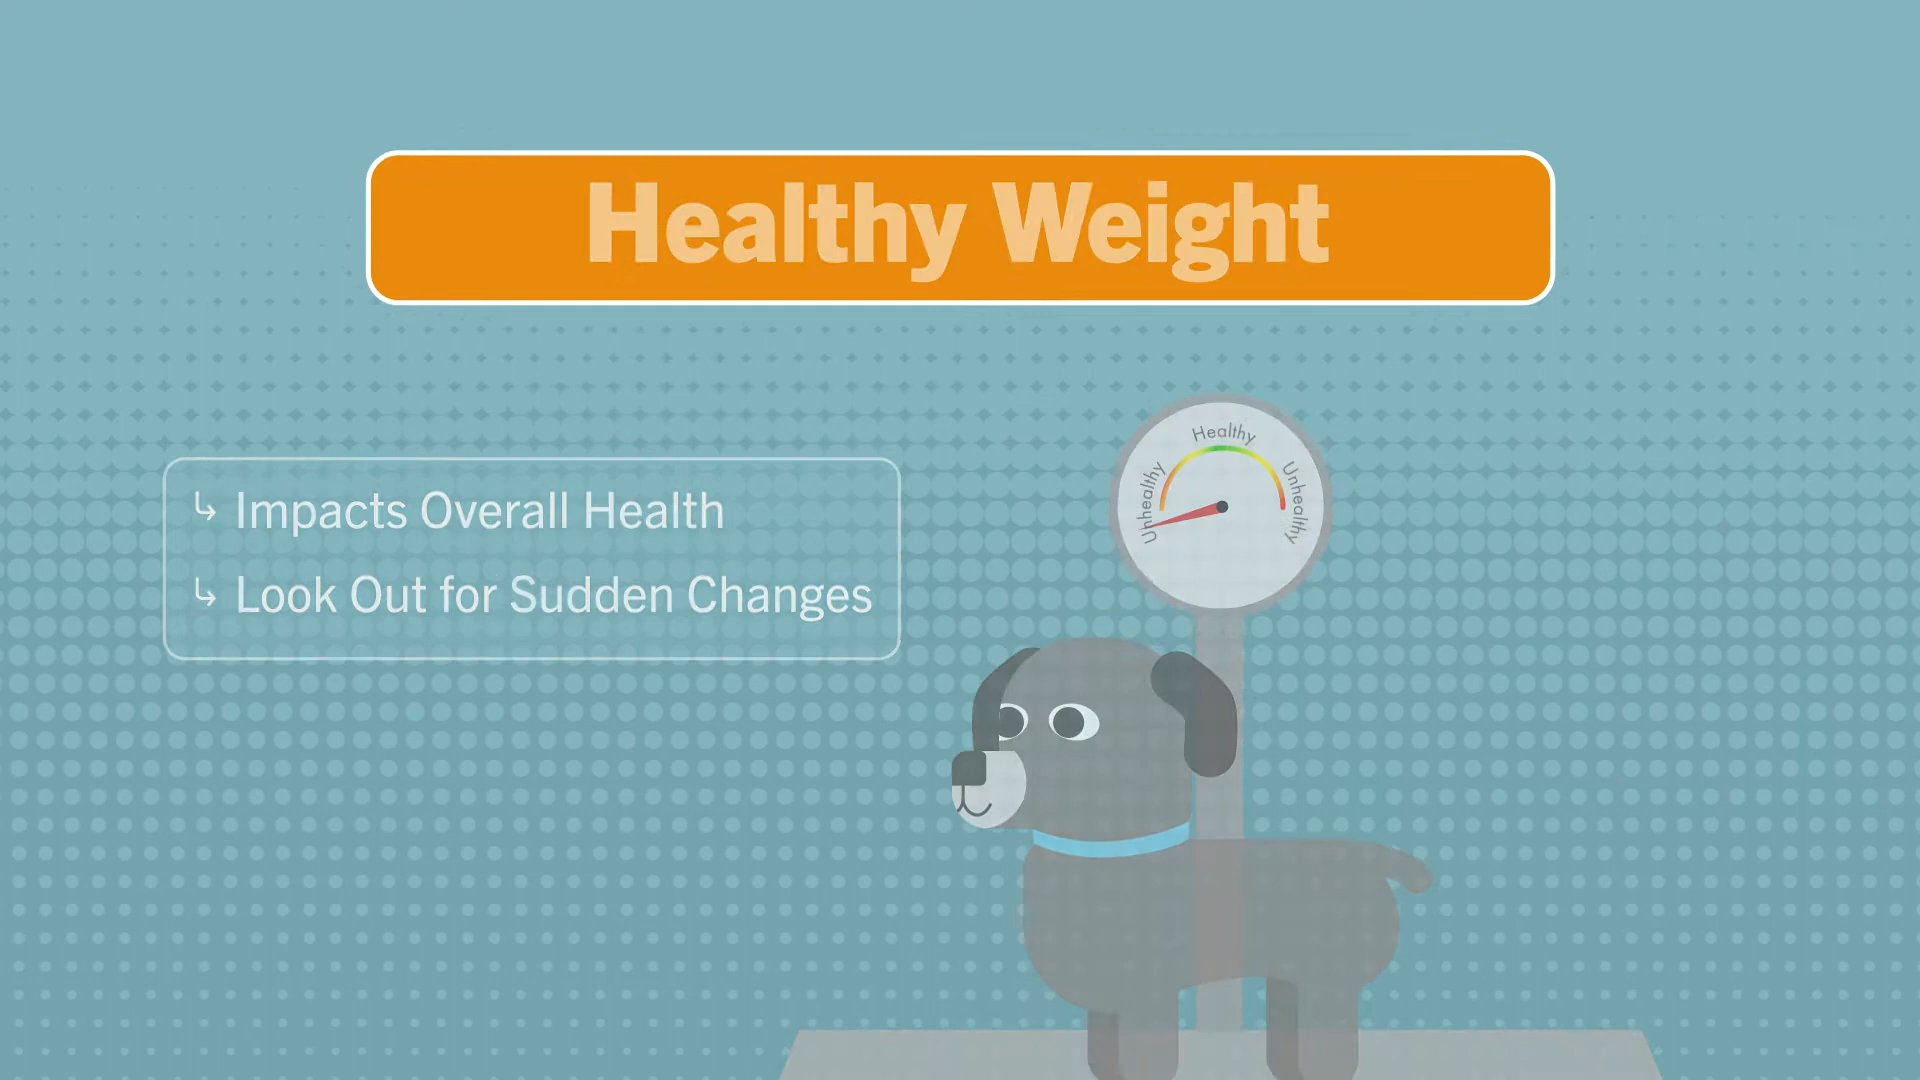 Healthy Weight
↳ Impacts Overall Health
↳ Look Out for Sudden Changes
Unhealthy
Healthy
Unhealthy